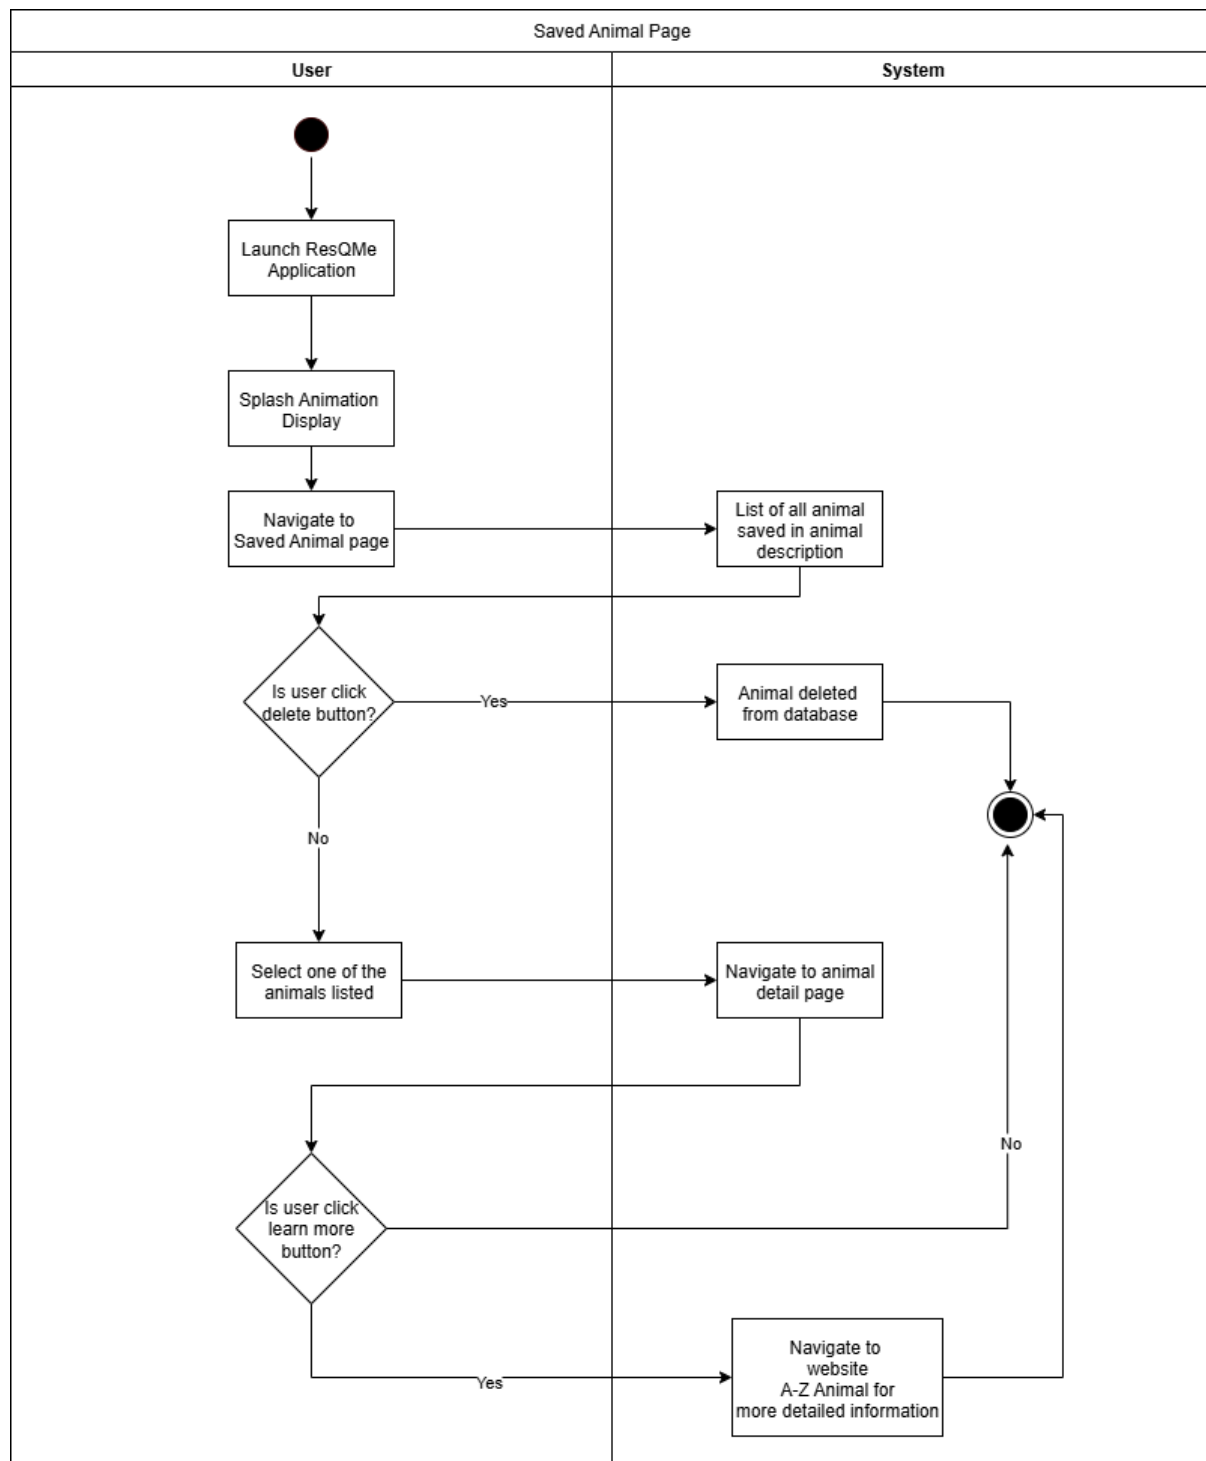 Saved Animal Page
User
System
Launch ResQMe
Application
Splash Animation
Display
Navigate to
Saved Animal page
List of all animal
saved in animal
description
Is user click
delete button?
Yes
Animal deleted
from database
No
Select one of the
animals listed
Navigate to animal
detail page
No
Is user click
learn more
button?
Yes
Navigate to
website
A-Z Animal for
more detailed information